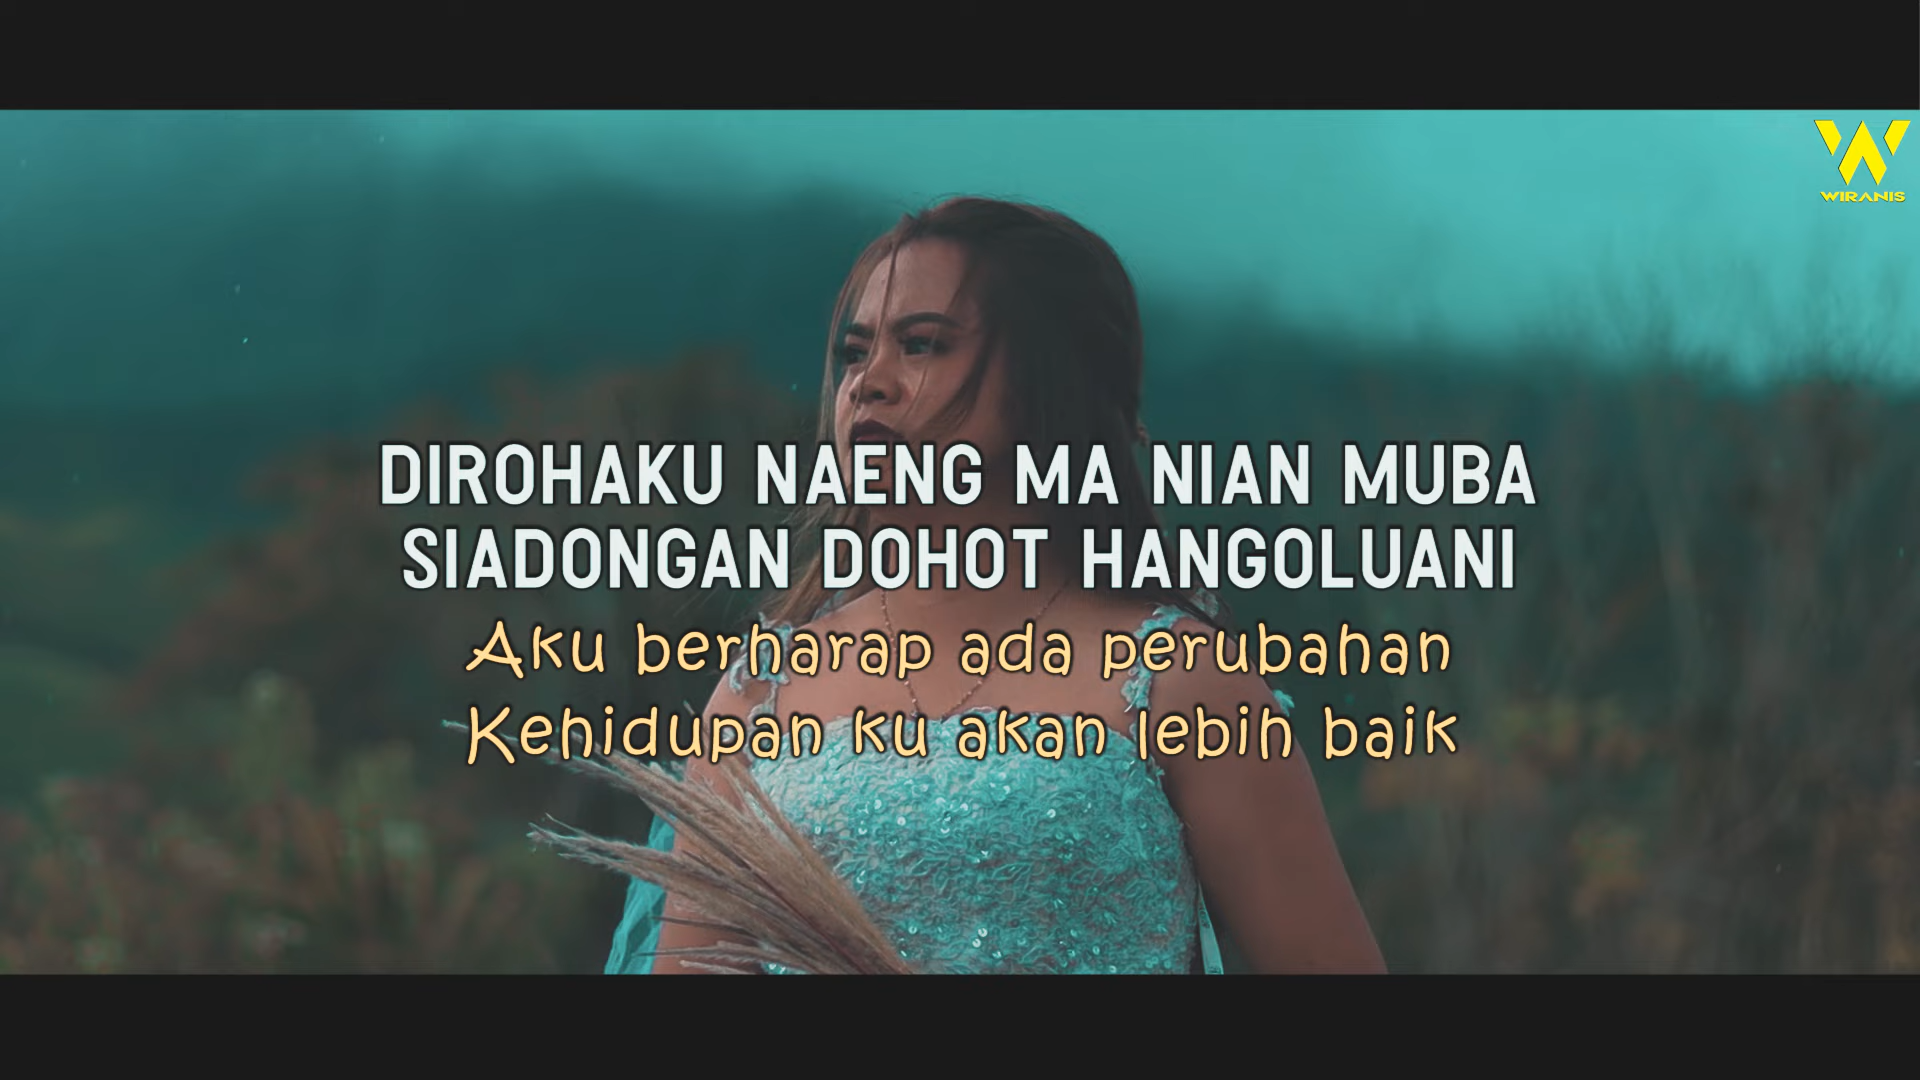 WIRANIS
DIROHAKU NAENG MA NIAN MUBA
SIADONGAN DOHOT HANGOLUANI
Aku berharap ada perubahan
Kehidupan ku akan lebih baik